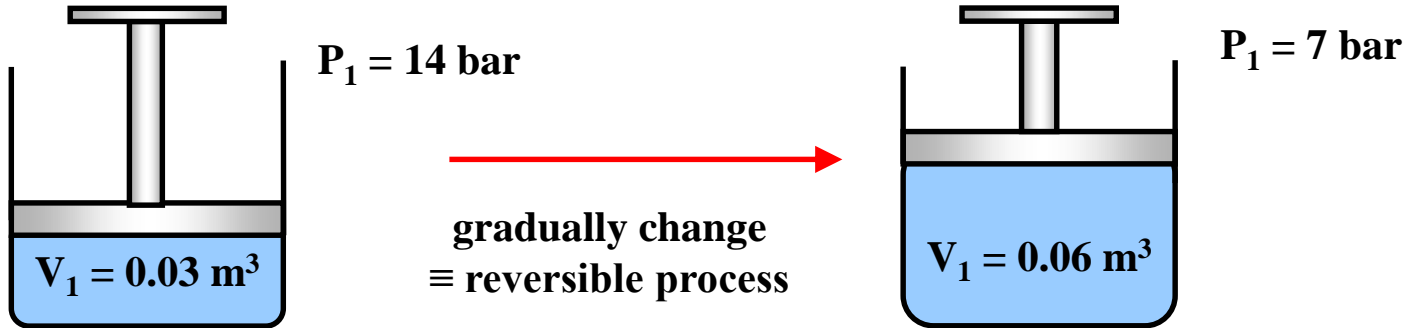 P₁ = 14 bar
P₁ = 7 bar
gradually change
≡ reversible process
V₁ = 0.03 m³
V₁ = 0.06 m³